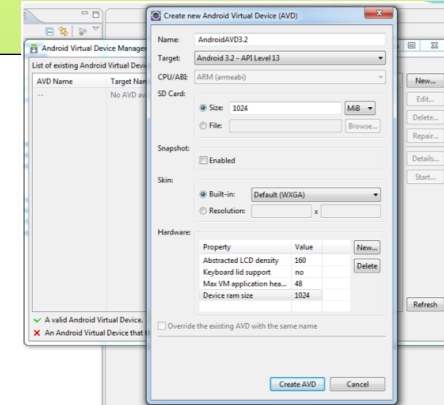 Create new Android Virtual Device (AVD)
Android Virtual Device Manager
List of existing Android Virtual
AVD Name
Target
--
No AVD
Name:
AndroidAVD3.2
Target:
Android 3.2 - API Level 13
CPU/ABI:
ARM (armeabi)
SD Card:
Size:
1024
MiB
File:
Browse...
Snapshot:
Enabled
Skin:
Built-in:
Default (WXGA)
Resolution:
x
Hardware:
Property
Value
Abstracted LCD density
160
Keyboard lid support
no
Max VM application hea...
48
Device ram size
1024
New...
Delete
Override the existing AVD with the same name
Create AVD
Cancel
New...
Edit...
Delete...
Repair...
Details...
Start...
Refresh
A valid Android Virtual Device.
An Android Virtual Device that